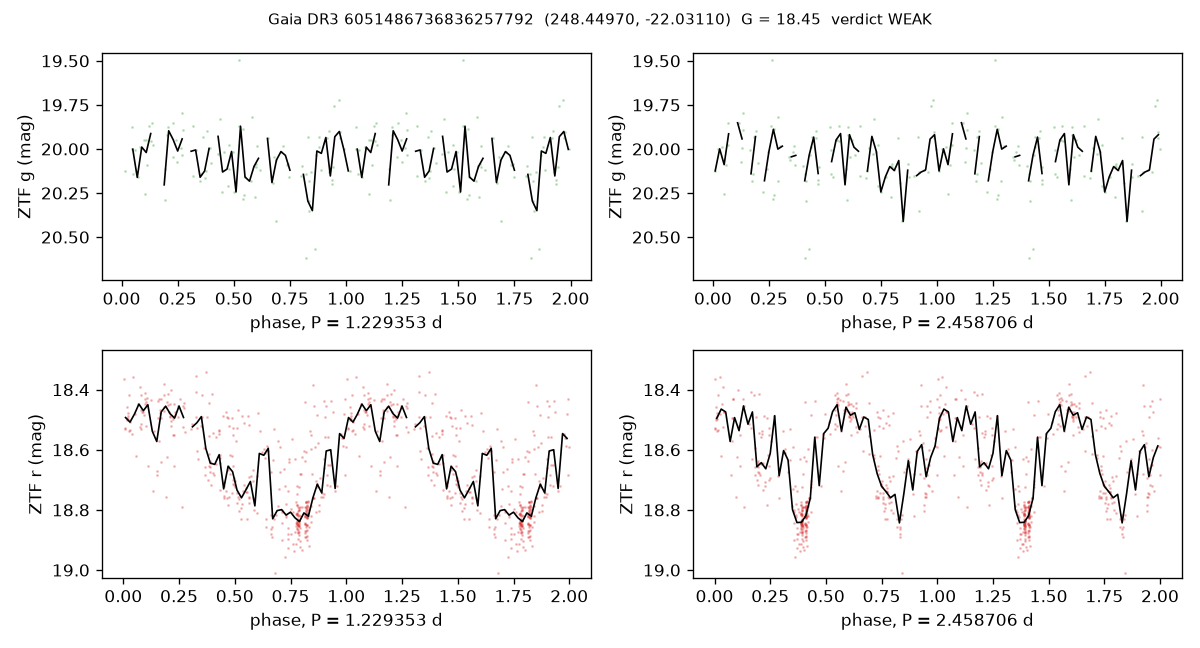 Gaia DR3 6051486736836257792 (248.44970, -22.03110) G = 18.45 verdict WEAK
ZTF g (mag)
19.50
19.75
20.00
20.25
20.50
0.00 0.25 0.50 0.75 1.00 1.25 1.50 1.75 2.00
phase, P = 1.229353 d
ZTF g (mag)
19.50
19.75
20.00
20.25
20.50
0.00 0.25 0.50 0.75 1.00 1.25 1.50 1.75 2.00
phase, P = 2.458706 d
ZTF r (mag)
18.4
18.6
18.8
19.0
0.00 0.25 0.50 0.75 1.00 1.25 1.50 1.75 2.00
phase, P = 1.229353 d
ZTF r (mag)
18.4
18.6
18.8
19.0
0.00 0.25 0.50 0.75 1.00 1.25 1.50 1.75 2.00
phase, P = 2.458706 d